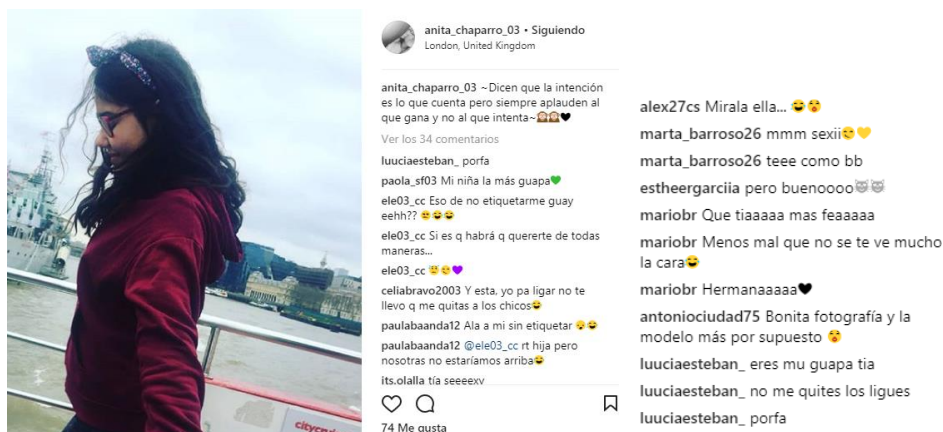 anita_chaparro_03 • Siguiendo
London, United Kingdom
anita_chaparro_03 ~Dicen que la intención
es lo que cuenta pero siempre aplauden al
que gana y no al que intenta~🙈🙈🖤
Ver los 34 comentarios
luuciaesteban_ porfa
paola_sf03 Mi niña la más guapa💚
ele03_cc Eso de no etiquetarme guay
eehh?? 😒😂😂
ele03_cc Si es q habrá q quererte de todas
maneras...
ele03_cc 😇😏💜
celiabravo2003 Y esta, yo pa ligar no te
llevo q me quitas a los chicos😂
paulabaanda12 Ala a mi sin etiquetar 😤😂
paulabaanda12 @ele03_cc rt hija pero
nosotras no estaríamos arriba😂
its.olalla tía seeeexy
74 Me gusta
citycru
alex27cs Mirala ella... 😂😲
marta_barroso26 mmm sexii😏💛
marta_barroso26 teee como bb
estheergarciia pero buenoooo😻😻
mariobr Que tiaaaaa mas feaaaaa
mariobr Menos mal que no se te ve mucho
la cara😂
mariobr Hermanaaaaa🖤
antoniociudad75 Bonita fotografía y la
modelo más por supuesto 😲
luuciaesteban_ eres mu guapa tia
luuciaesteban_ no me quites los ligues
luuciaesteban_ porfa